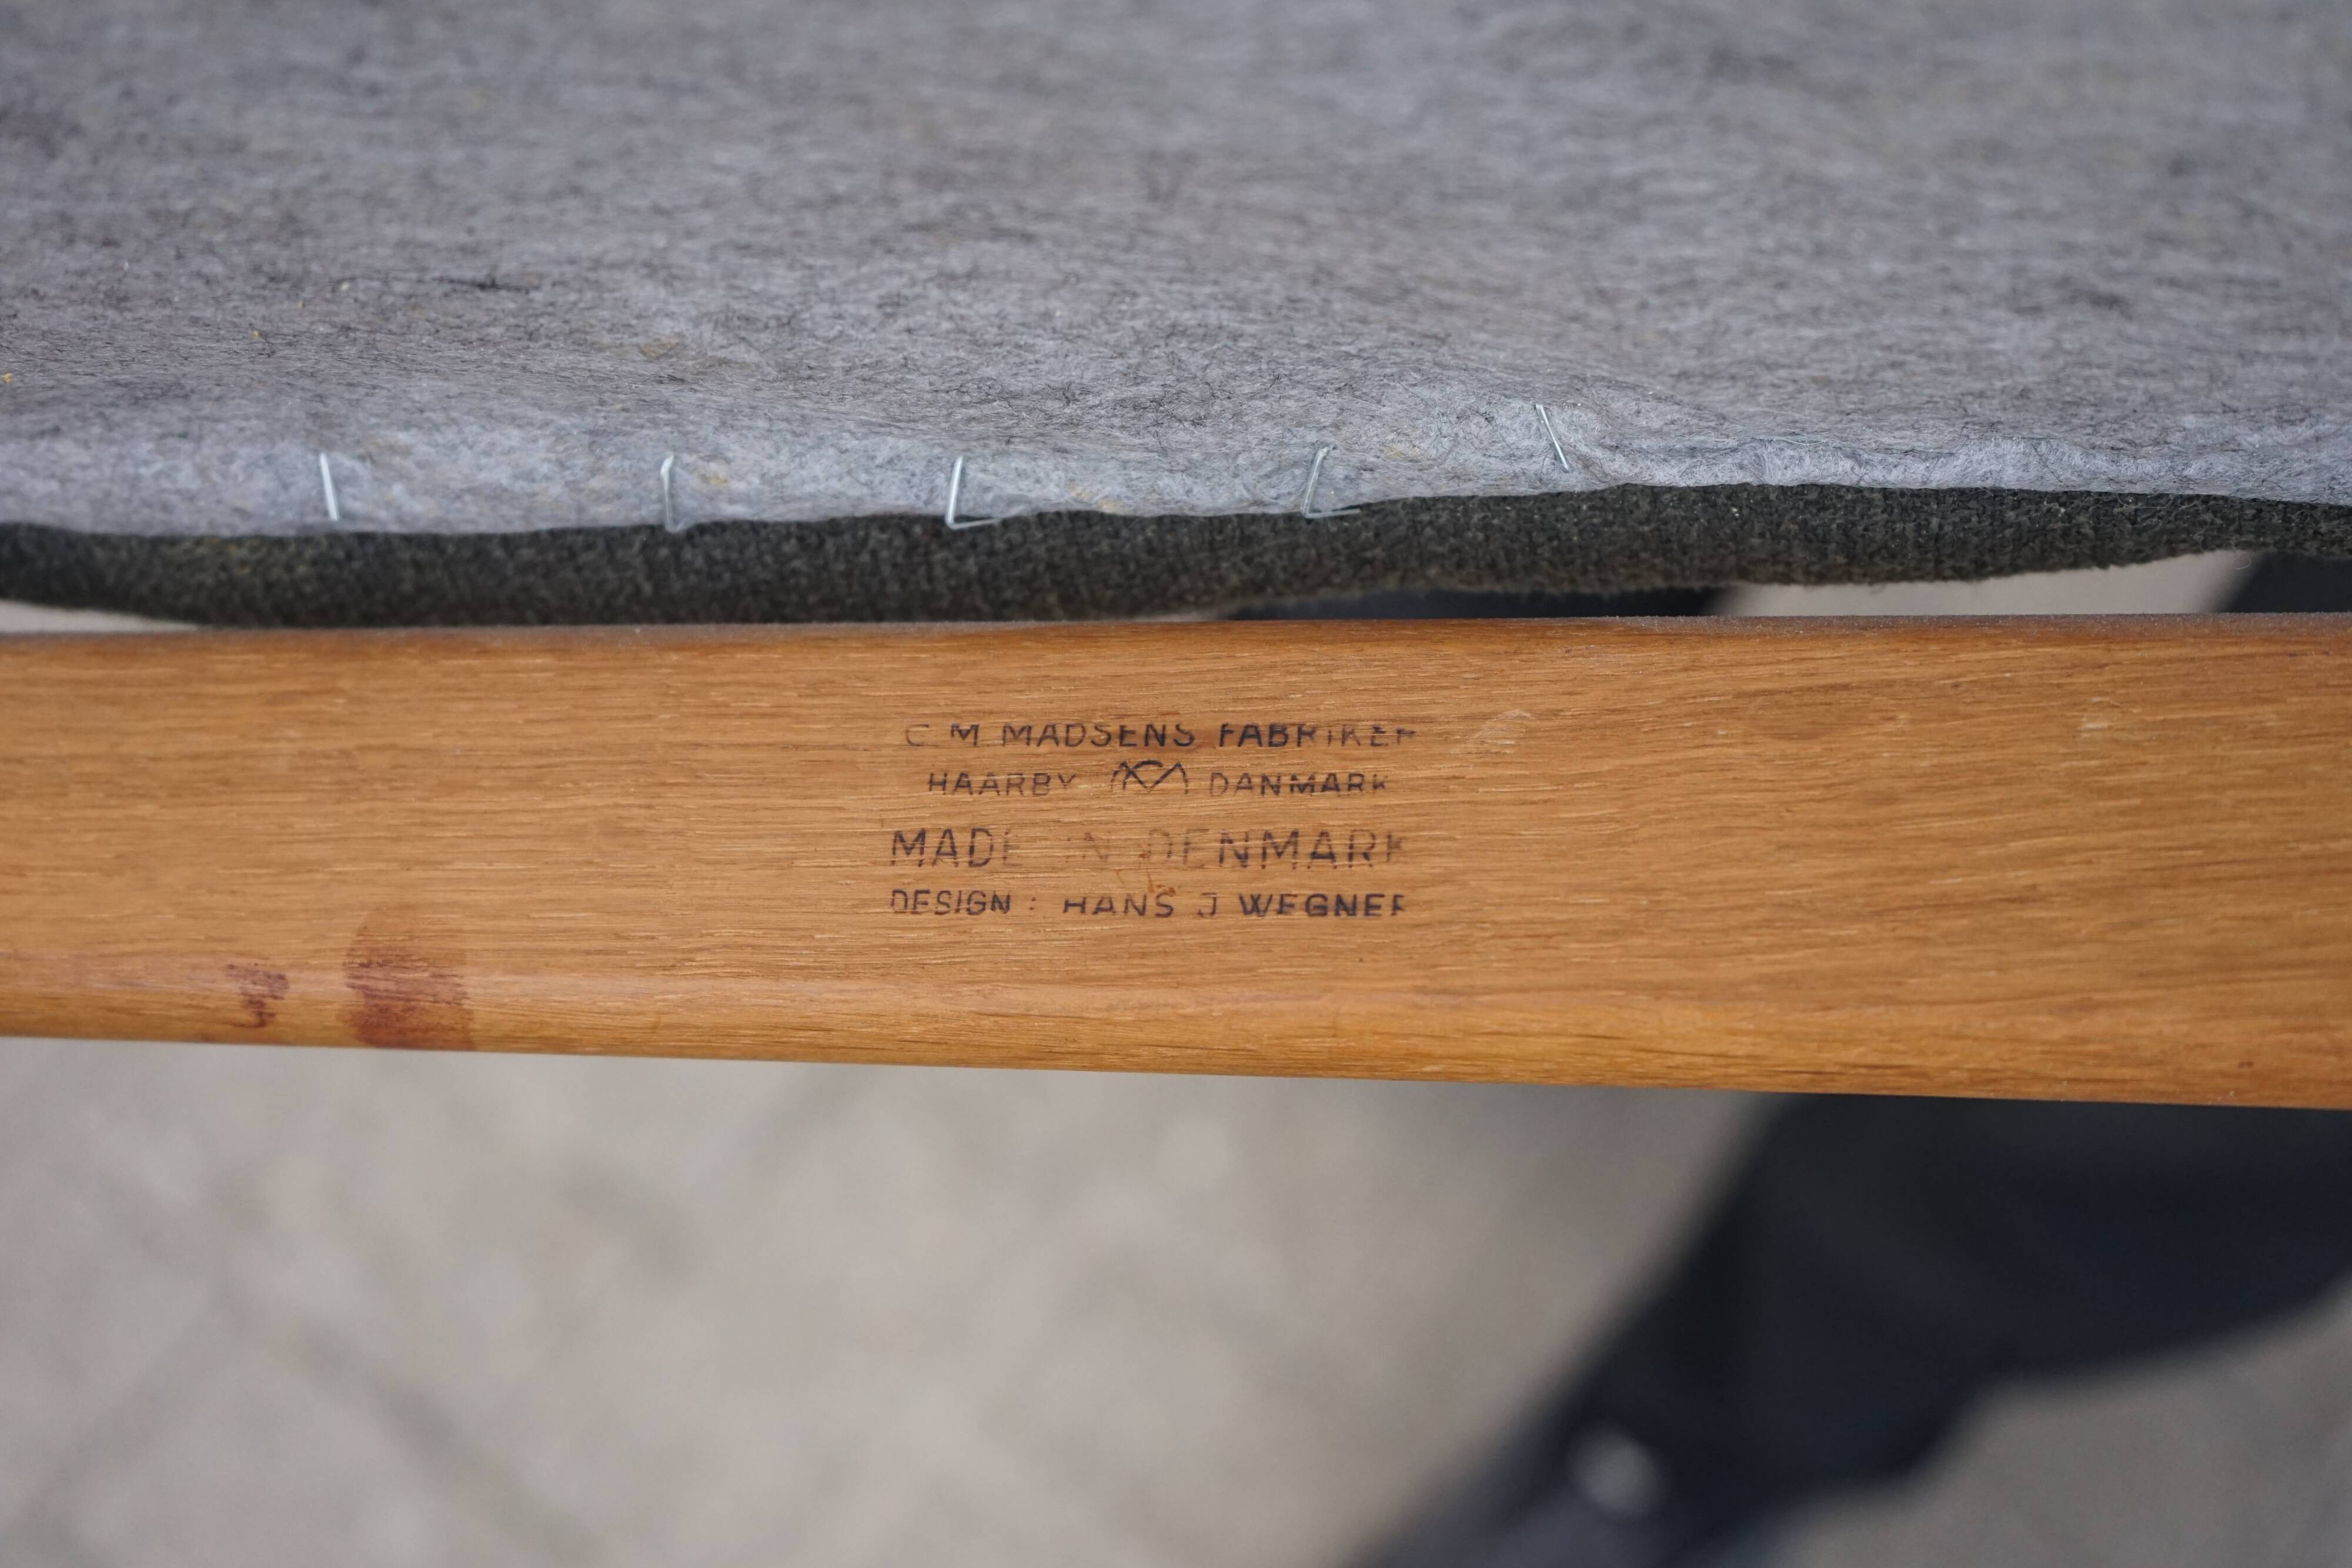 C. M. MADSENS FABRIKER
HAARBY DANMARK
MADE IN DENMARK
DESIGN : HANS J WEGNER